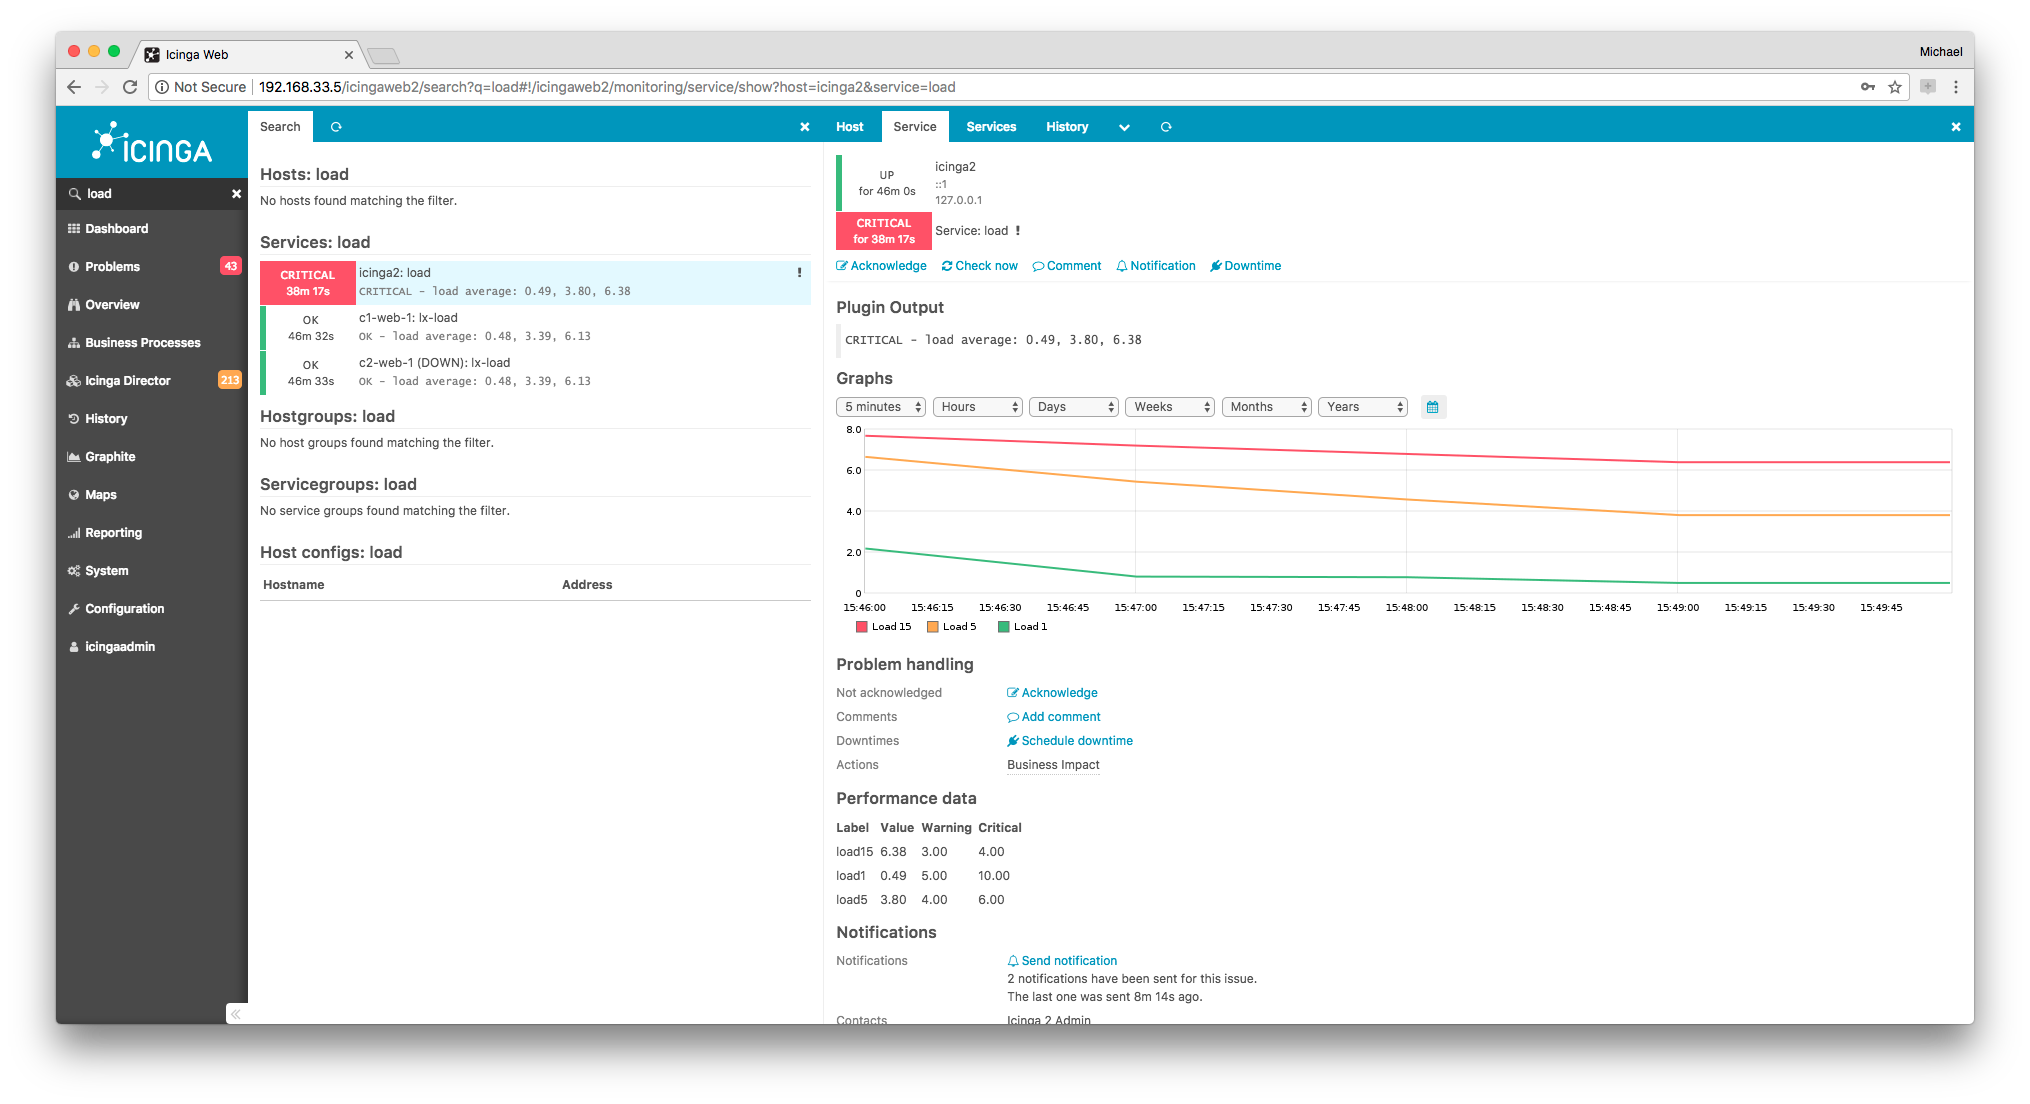 Icinga Web
Michael
Not Secure 192.168.33.5/icingaweb2/search?q=load#!/icingaweb2/monitoring/service/show?host=icinga2&service=load
ICINGA
load
Dashboard
Problems 43
Overview
Business Processes
Icinga Director 213
History
Graphite
Maps
Reporting
System
Configuration
icingaadmin
Search
Hosts: load
No hosts found matching the filter.
Services: load
CRITICAL icinga2: load !
38m 17s CRITICAL - load average: 0.49, 3.80, 6.38
OK c1-web-1: lx-load
46m 32s OK - load average: 0.48, 3.39, 6.13
OK c2-web-1 (DOWN): lx-load
46m 33s OK - load average: 0.48, 3.39, 6.13
Hostgroups: load
No host groups found matching the filter.
Servicegroups: load
No service groups found matching the filter.
Host configs: load
Hostname Address
Host Service Services History
UP icinga2
for 46m 0s ::1
127.0.0.1
CRITICAL
for 38m 17s Service: load !
Acknowledge Check now Comment Notification Downtime
Plugin Output
CRITICAL - load average: 0.49, 3.80, 6.38
Graphs
5 minutes Hours Days Weeks Months Years
8.0
6.0
4.0
2.0
0
15:46:00 15:46:15 15:46:30 15:46:45 15:47:00 15:47:15 15:47:30 15:47:45 15:48:00 15:48:15 15:48:30 15:48:45 15:49:00 15:49:15 15:49:30 15:49:45
Load 15 Load 5 Load 1
Problem handling
Not acknowledged Acknowledge
Comments Add comment
Downtimes Schedule downtime
Actions Business Impact
Performance data
Label Value Warning Critical
load15 6.38 3.00 4.00
load1 0.49 5.00 10.00
load5 3.80 4.00 6.00
Notifications
Notifications Send notification
2 notifications have been sent for this issue.
The last one was sent 8m 14s ago.
Contacts Icinga 2 Admin